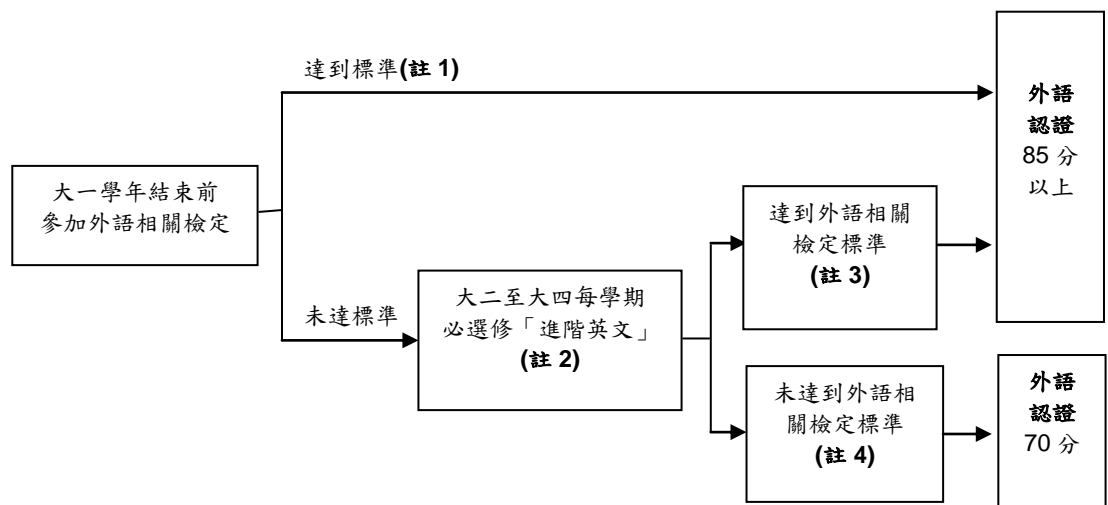 達到標準(註 1)
外語
認證
85 分
以上
大一學年結束前
參加外語相關檢定
達到外語相關
檢定標準
(註 3)
未達標準
大二至大四每學期
必選修「進階英文」
(註 2)
未達到外語相
關檢定標準
(註 4)
外語
認證
70 分